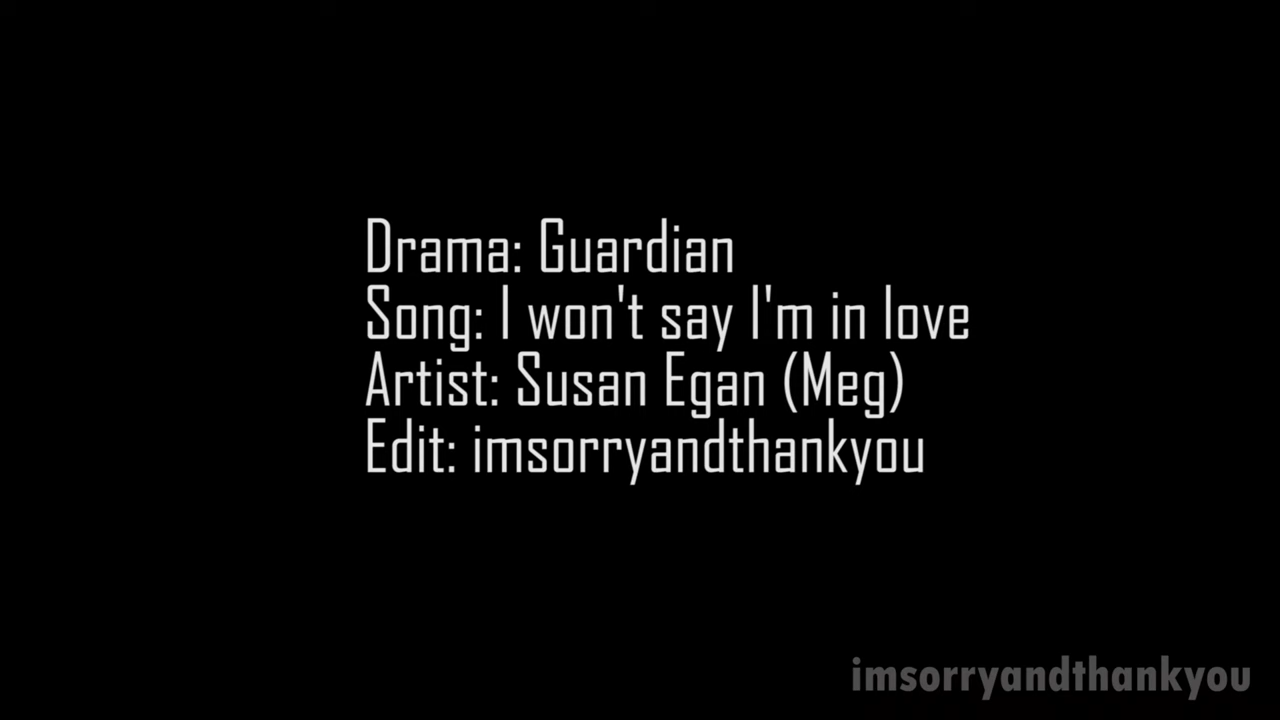 Drama: Guardian
Song: I won't say I'm in love
Artist: Susan Egan (Meg)
Edit: imsorryandthankyou
imsorryandthankyou